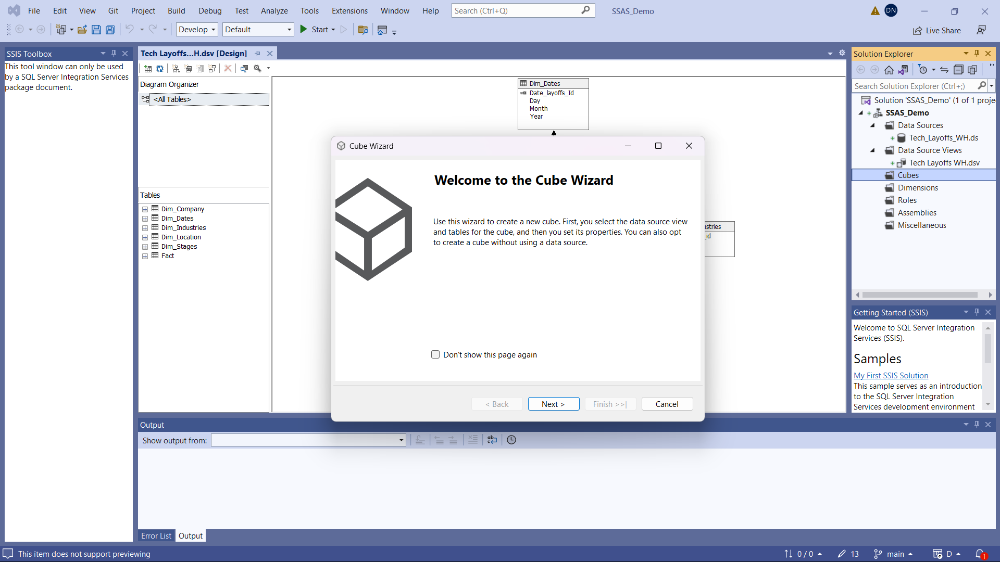 File Edit View Git Project Build Debug Test Analyze Tools Extensions Window Help Search (Ctrl+Q) SSAS_Demo DN
Develop Default Start Live Share
SSIS Toolbox
This tool window can only be used
by a SQL Server Integration Services
package document.
Tech Layoffs...H.dsv [Design]
Diagram Organizer
<All Tables>
Tables
Dim_Company
Dim_Dates
Dim_Industries
Dim_Location
Dim_Stages
Fact
Dim_Dates
Date_layoffs_Id
Day
Month
Year
ustries
_id
Cube Wizard
Welcome to the Cube Wizard
Use this wizard to create a new cube. First, you select the data source view
and tables for the cube, and then you set its properties. You can also opt
to create a cube without using a data source.
Don't show this page again
< Back Next > Finish >>| Cancel
Solution Explorer
Search Solution Explorer (Ctrl+;)
Solution 'SSAS_Demo' (1 of 1 proje
SSAS_Demo
Data Sources
Tech_Layoffs_WH.ds
Data Source Views
Tech Layoffs WH.dsv
Cubes
Dimensions
Roles
Assemblies
Miscellaneous
Getting Started (SSIS)
Welcome to SQL Server Integration
Services (SSIS).
Samples
My First SSIS Solution
This sample serves as an introduction
to the SQL Server Integration
Services development environment
Output
Show output from:
Error List Output
This item does not support previewing 0 / 0 13 main D 1